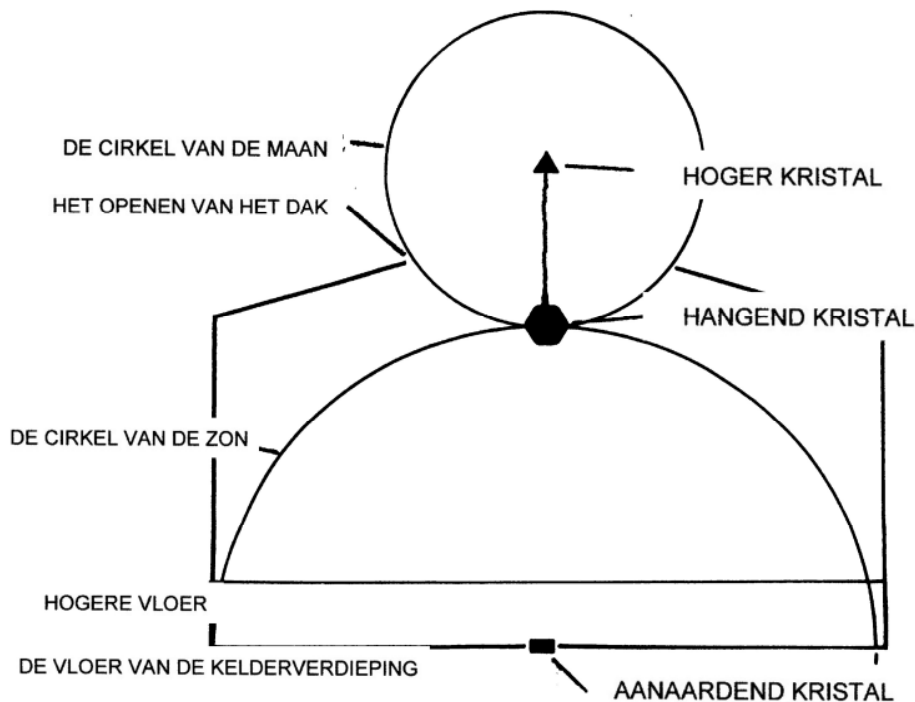 DE CIRKEL VAN DE MAAN
HOGER KRISTAL
HET OPENEN VAN HET DAK
HANGEND KRISTAL
DE CIRKEL VAN DE ZON
HOGERE VLOER
DE VLOER VAN DE KELDERVERDIEPING
AANAARDEND KRISTAL